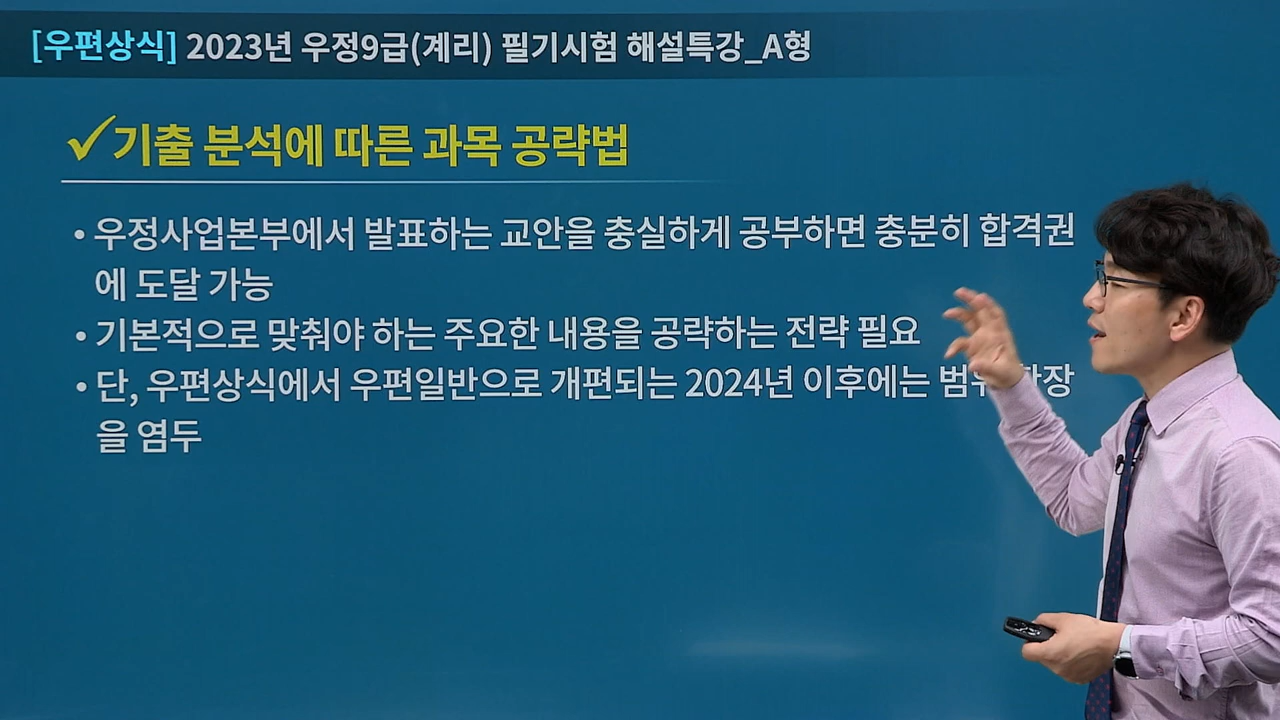 [우편상식] 2023년 우정9급(계리) 필기시험 해설특강_A형
✓기출 분석에 따른 과목 공략법
• 우정사업본부에서 발표하는 교안을 충실하게 공부하면 충분히 합격권
에 도달 가능
• 기본적으로 맞춰야 하는 주요한 내용을 공략하는 전략 필요
• 단, 우편상식에서 우편일반으로 개편되는 2024년 이후에는
을 염두